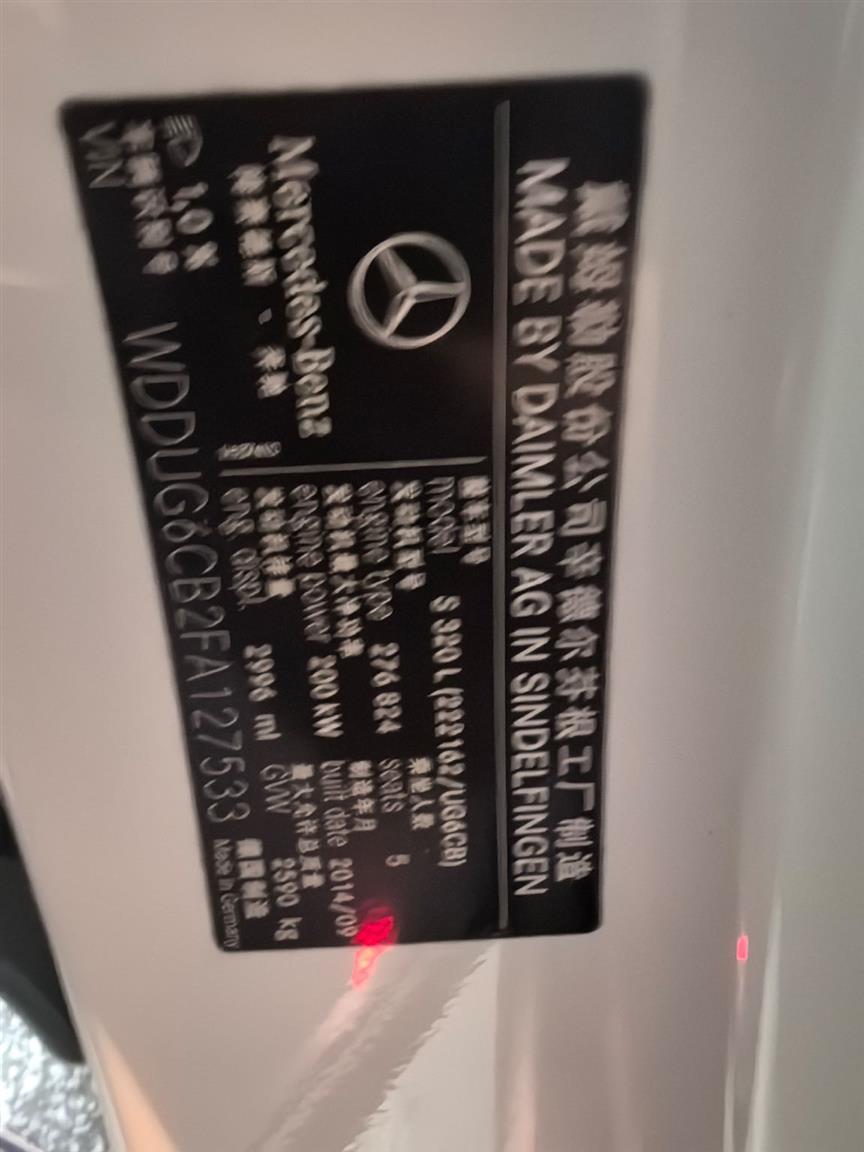 戴姆勒股份公司辛德尔芬根工厂制造
MADE BY DAIMLER AG IN SINDELFINGEN
Mercedes-Benz
梅赛德斯-奔驰
整车型号
model S 320 L (222162/UG6CB)
发动机型号
engine type 276 824
乘坐人数
seats 5
发动机最大净功率
engine power 200 kW
制造年月
built date 2014/09
发动机排量
eng displ. 2996 ml
最大允许总质量
GVW 2590 kg
1,0 %
车辆识别号
VIN WDDUG6CB2FA127533
德国制造
Made in Germany